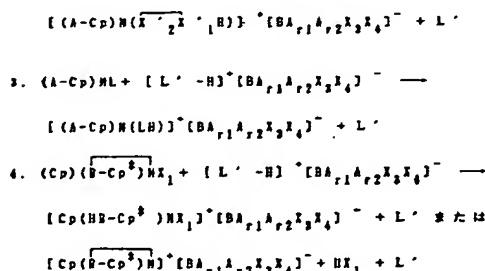 [(A-Cp)M(X´₂X´₁H)]⁺[BAr1Ar2X₃X₄]⁻ + L´
3. (A-Cp)ML + [L´-H]⁺[BAr1Ar2X₃X₄]⁻ →
[(A-Cp)M(LH)]⁺[BAr1Ar2X₃X₄]⁻ + L´
4. (Cp)(R-Cp*)MX₁ + [L´-H]⁺[BAr1Ar2X₃X₄]⁻ →
[Cp(HR-Cp*)MX₁]⁺[BAr1Ar2X₃X₄]⁻ + L´ または
[Cp(R-Cp*)M]⁺[BAr1Ar2X₃X₄]⁻ + HX₁ + L´